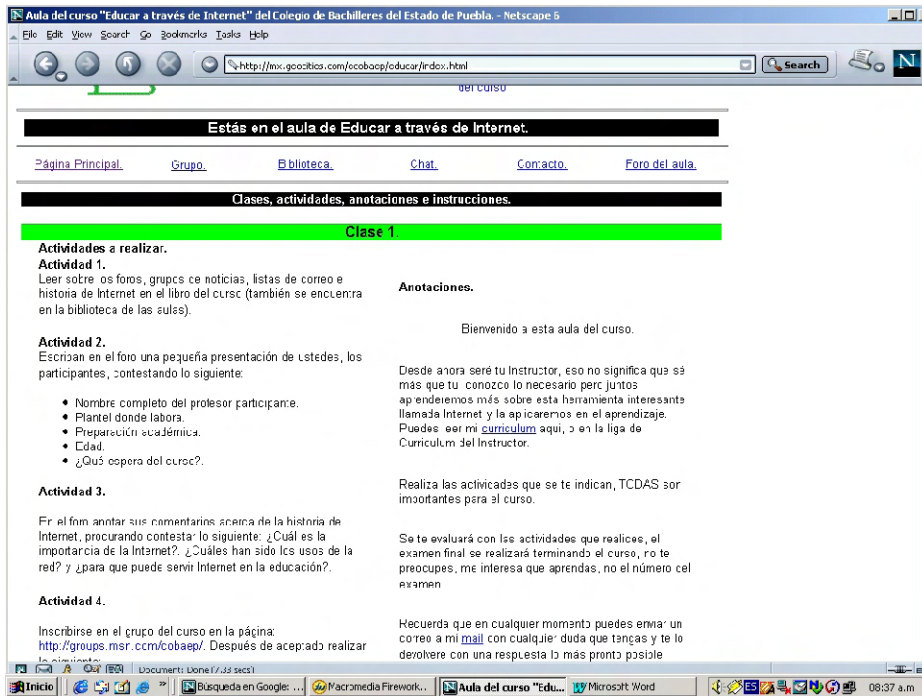 Aula del curso "Educar a través de Internet" del Colegio de Bachilleres del Estado de Puebla. - Netscape 6
File Edit View Search Go Bookmarks Tasks Help
http://mx.geocities.com/ecobaep/educar/index.html
Search
N
del curso
Estás en el aula de Educar a través de Internet.
Página Principal. Grupo. Biblioteca. Chat. Contacto. Foro del aula.
Clases, actividades, anotaciones e instrucciones.
Clase 1
Actividades a realizar.
Actividad 1.
Leer sobre los foros, grupos de noticias, listas de correo e
historia de Internet en el libro del curso (también se encuentra
en la biblioteca de las aulas).
Actividad 2.
Escriban en el foro una pequeña presentación de ustedes, los
participantes, contestando lo siguiente:
Nombre completo del profesor participante.
Plantel donde labora.
Preparación académica.
Edad.
¿Qué espera del curso?.
Actividad 3.
En el foro anotar sus comentarios acerca de la historia de
Internet, procurando contestar lo siguiente: ¿Cuál es la
importancia de la Internet?. ¿Cuáles han sido los usos de la
red? y ¿para que puede servir Internet en la educación?.
Actividad 4.
Inscribirse en el grupo del curso en la página:
http://groups.msn.com/cobaep/. Después de aceptado realizar
lo siguiente:
Anotaciones.
Bienvenido a esta aula del curso.
Desde ahora seré tu Instructor, eso no significa que sé
más que tu conozco lo necesario pero juntos
aprenderemos más sobre esta herramienta interesante
llamada Internet y la aplicaremos en el aprendizaje.
Puedes leer mi curriculum aqui, o en la liga de
Curriculum del Instructor.
Realiza las actividades que se te indican, TODAS son
importantes para el curso.
Se te evaluará con las actividades que realices, el
examen final se realizará terminando el curso, no te
preocupes, me interesa que aprendas, no el número del
examen
Recuerda que en cualquier momento puedes enviar un
correo a mi mail con cualquier duda que tengas y te lo
devolvere con una respuesta lo más pronto posible
Document: Done (7.33 secs)
Inicio
Búsqueda en Google: ...
Macromedia Firework...
Aula del curso "Edu...
Microsoft Word
ES
08:37 a.m